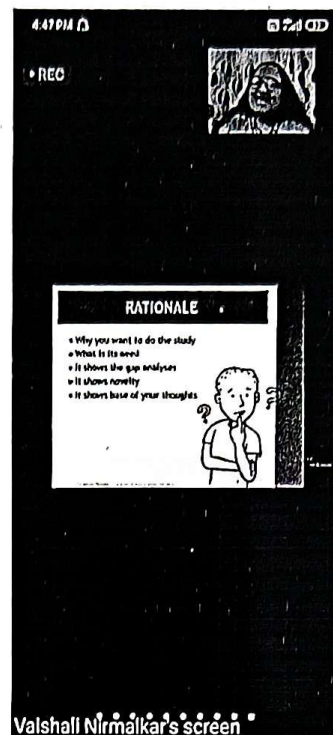 4:47 PM
• REC
RATIONALE
• Why you want to do the study
• What is its need
• It shows the gap analyses
• It shows novelty
• It shows base of your thoughts
? 
Vaishali Nirmalkar's screen